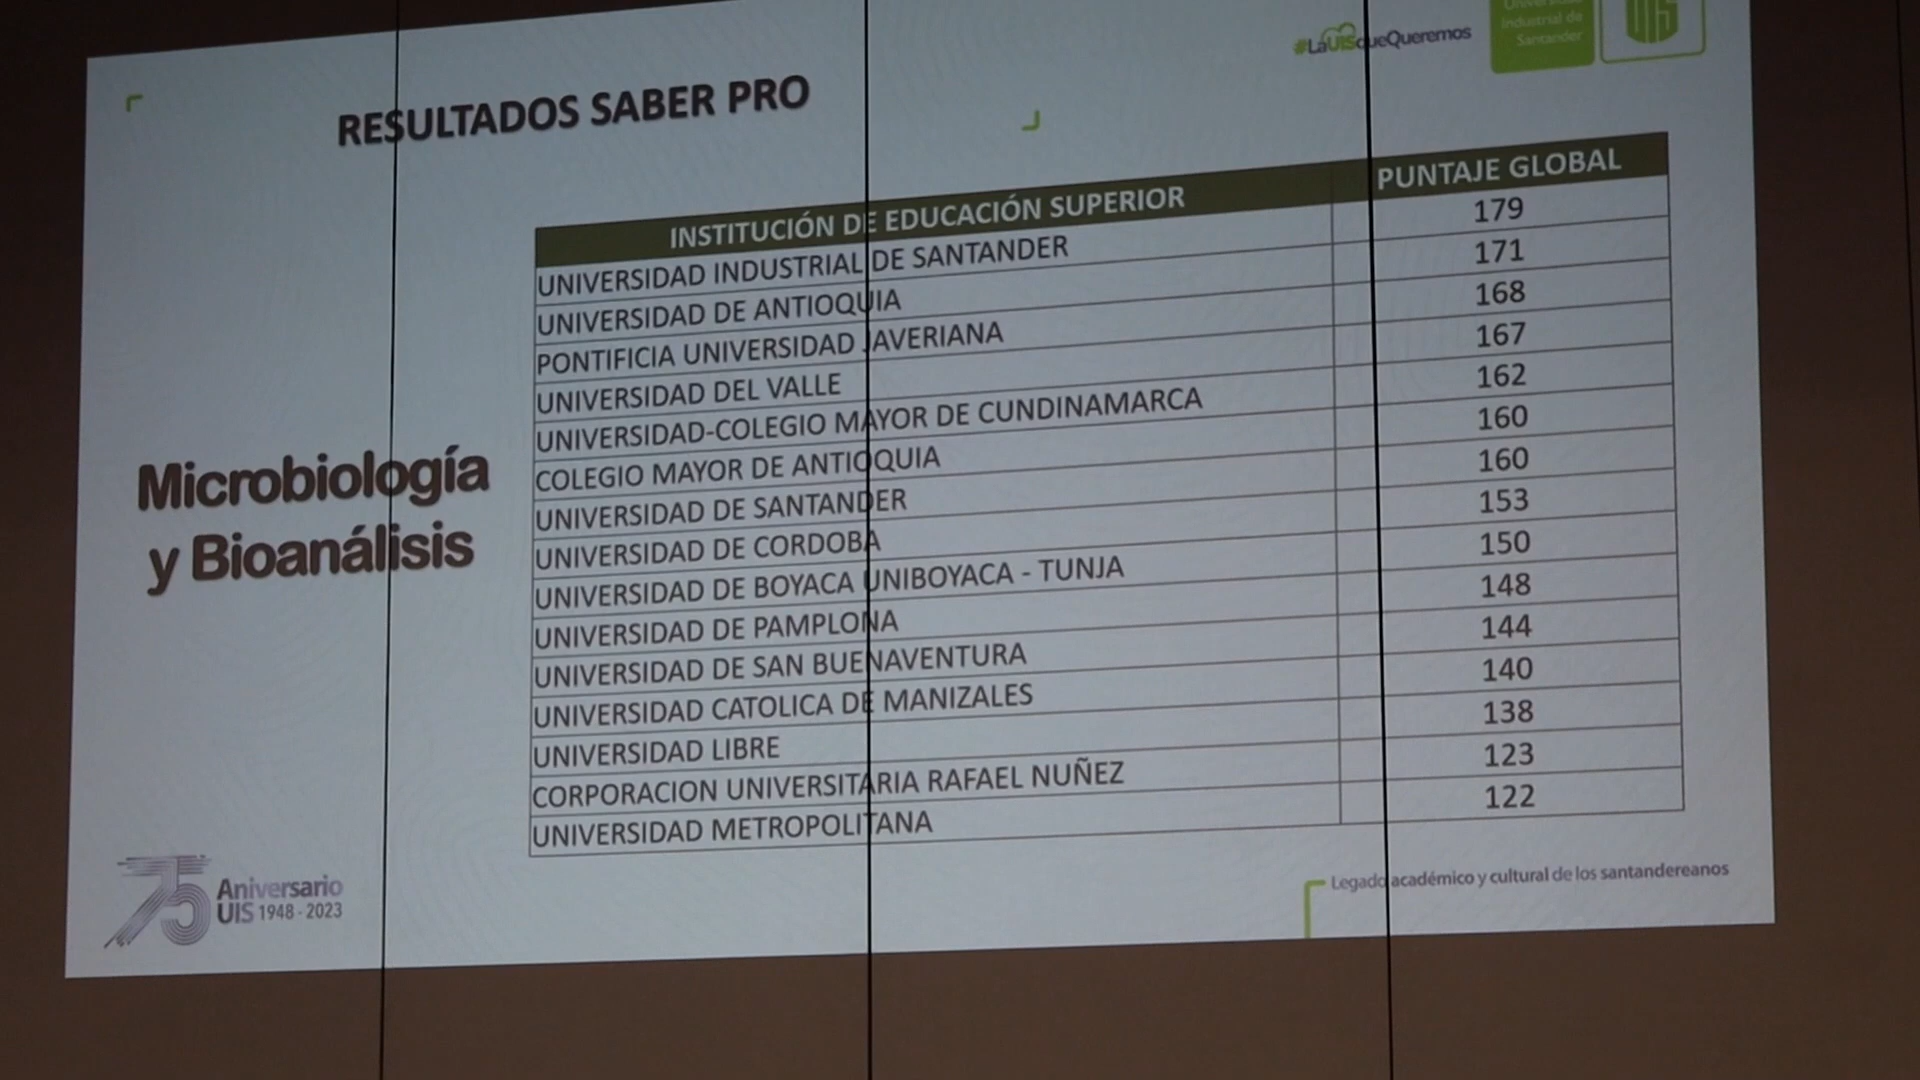 #LaUISqueQueremos
Universidad
Industrial de
Santander
RESULTADOS SABER PRO
Microbiología
y Bioanálisis
INSTITUCIÓN DE EDUCACIÓN SUPERIOR PUNTAJE GLOBAL
UNIVERSIDAD INDUSTRIAL DE SANTANDER 179
UNIVERSIDAD DE ANTIOQUIA 171
PONTIFICIA UNIVERSIDAD JAVERIANA 168
UNIVERSIDAD DEL VALLE 167
UNIVERSIDAD-COLEGIO MAYOR DE CUNDINAMARCA 162
COLEGIO MAYOR DE ANTIOQUIA 160
UNIVERSIDAD DE SANTANDER 160
UNIVERSIDAD DE CORDOBA 153
UNIVERSIDAD DE BOYACA UNIBOYACA - TUNJA 150
UNIVERSIDAD DE PAMPLONA 148
UNIVERSIDAD DE SAN BUENAVENTURA 144
UNIVERSIDAD CATOLICA DE MANIZALES 140
UNIVERSIDAD LIBRE 138
CORPORACION UNIVERSITARIA RAFAEL NUÑEZ 123
UNIVERSIDAD METROPOLITANA 122
75 Aniversario
UIS 1948 - 2023
Legado académico y cultural de los santandereanos